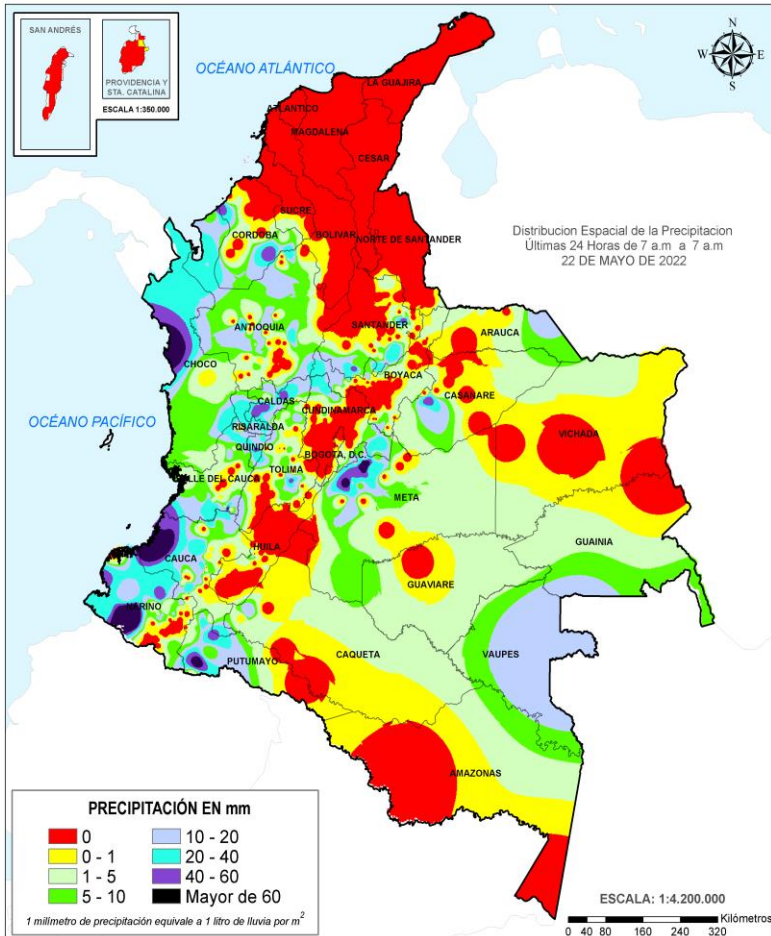 SAN ANDRÉS
PROVIDENCIA Y
STA. CATALINA
ESCALA 1:350.000
OCÉANO ATLÁNTICO
N
W E
S
LA GUAJIRA
ATLANTICO
MAGDALENA
CESAR
SUCRE
CORDOBA
BOLIVAR
NORTE DE SANTANDER
Distribucion Espacial de la Precipitacion
Últimas 24 Horas de 7 a.m a 7 a.m
22 DE MAYO DE 2022
ANTIOQUIA
SANTANDER
ARAUCA
CHOCO
BOYACA
CASANARE
OCÉANO PACÍFICO
CALDAS
CUNDINAMARCA
RISARALDA
VICHADA
QUINDIO
BOGOTA, D.C.
TOLIMA
VALLE DEL CAUCA
META
GUAINIA
CAUCA
HUILA
GUAVIARE
NARIÑO
PUTUMAYO
CAQUETA
VAUPES
AMAZONAS
PRECIPITACIÓN EN mm
0
10 - 20
0 - 1
20 - 40
1 - 5
40 - 60
5 - 10
Mayor de 60
1 milímetro de precipitación equivale a 1 litro de lluvia por m²
ESCALA: 1:4.200.000
Kilómetros
0 40 80 160 240 320